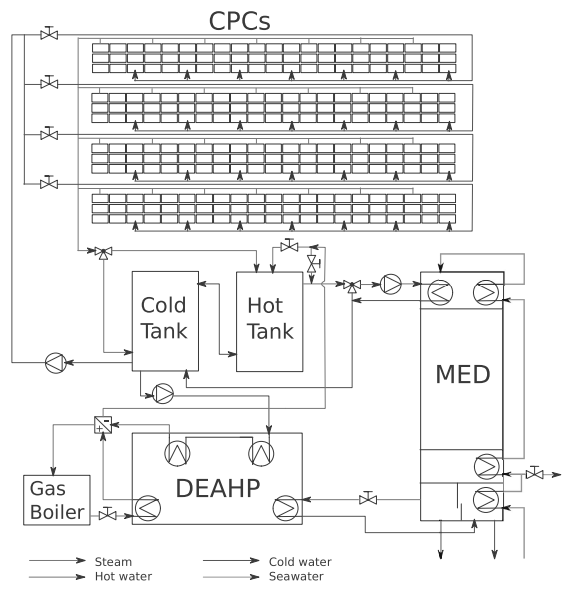 CPCs
Cold
Tank
Hot
Tank
MED
DEAHP
Gas
Boiler
Steam
Hot water
Cold water
Seawater